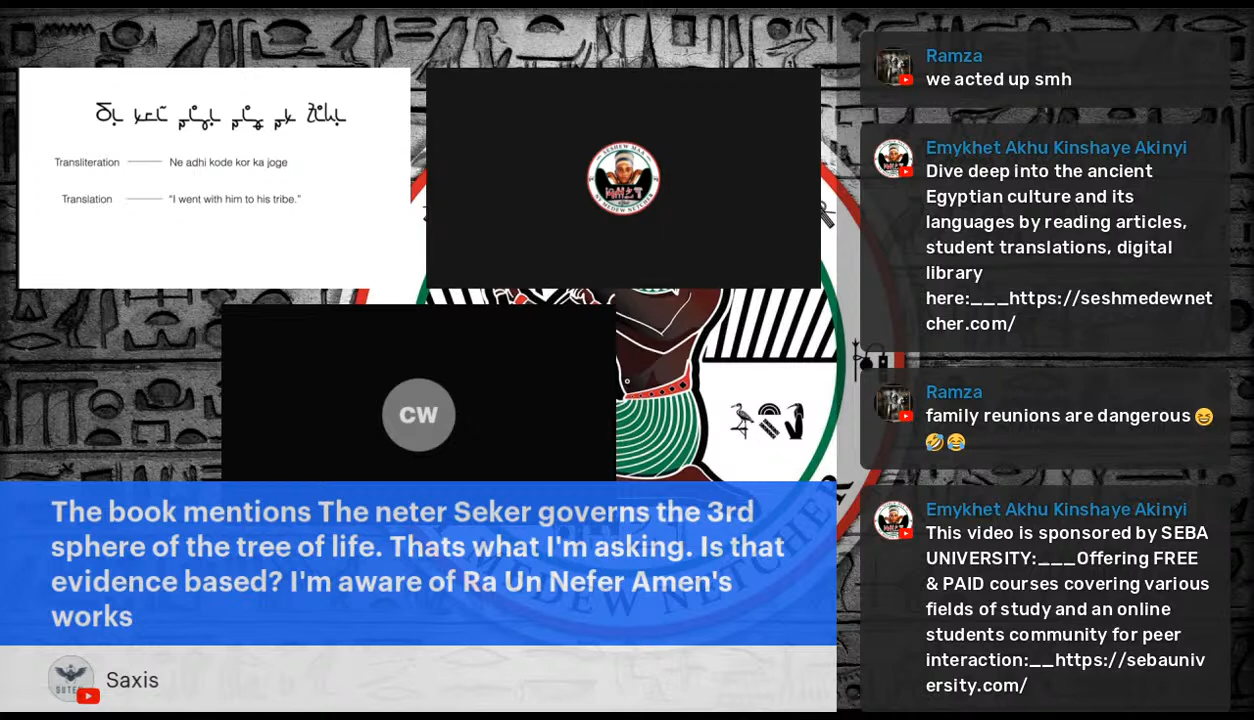 Transliteration Ne adhi kode kor ka joge
Translation "I went with him to his tribe."
CW
The book mentions The neter Seker governs the 3rd
sphere of the tree of life. Thats what I'm asking. Is that
evidence based? I'm aware of Ra Un Nefer Amen's
works
Saxis
Ramza
we acted up smh
Emykhet Akhu Kinshaye Akinyi
Dive deep into the ancient
Egyptian culture and its
languages by reading articles,
student translations, digital
library
here:___https://seshmedewnet
cher.com/
Ramza
family reunions are dangerous 😆
🤣😂
Emykhet Akhu Kinshaye Akinyi
This video is sponsored by SEBA
UNIVERSITY:___Offering FREE
& PAID courses covering various
fields of study and an online
students community for peer
interaction:__https://sebauniv
ersity.com/